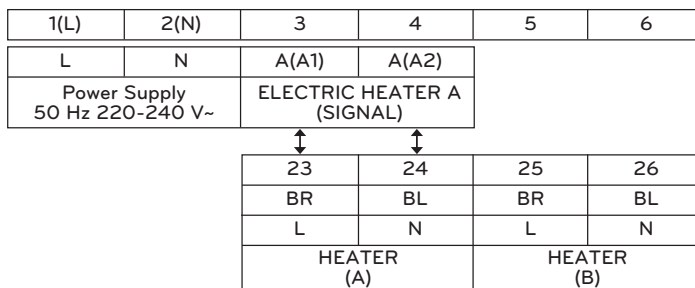 1(L) 2(N) 3 4 5 6
L N A(A1) A(A2)
Power Supply ELECTRIC HEATER A
50 Hz 220-240 V~ (SIGNAL)
23 24 25 26
BR BL BR BL
L N L N
HEATER HEATER
(A) (B)